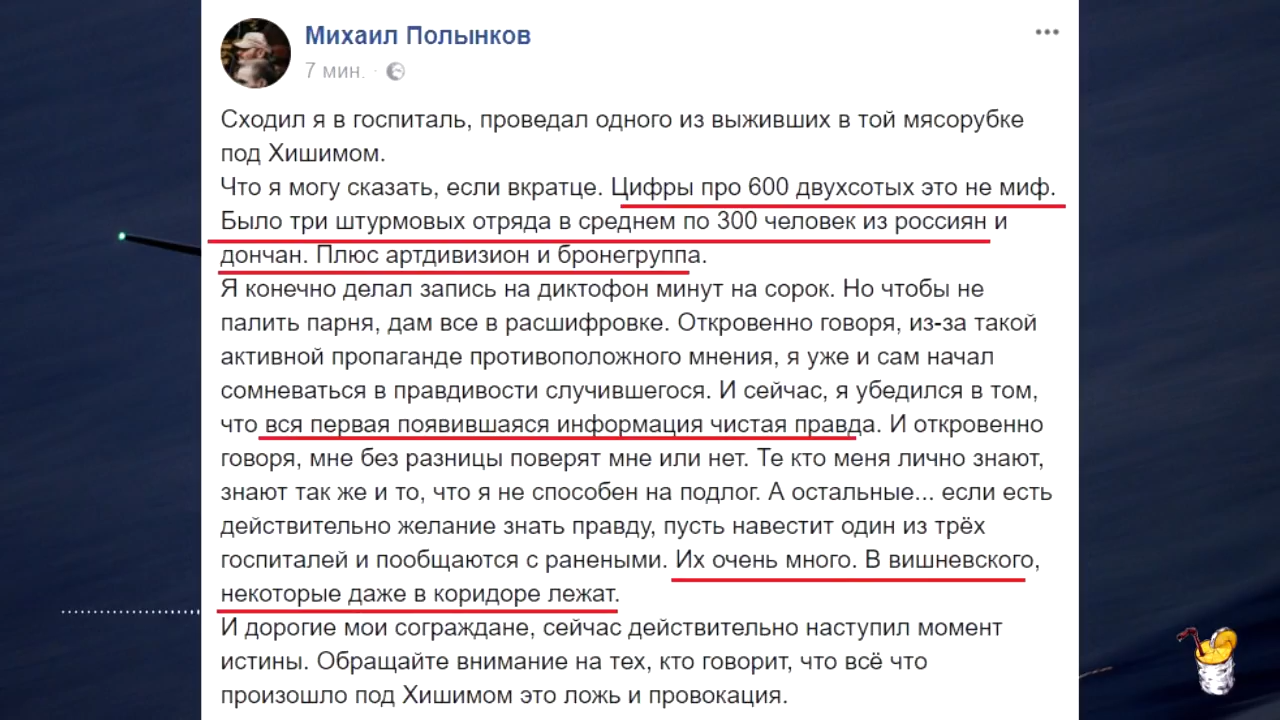 Михаил Полынков
7 мин. ·
Сходил я в госпиталь, проведал одного из выживших в той мясорубке
под Хишимом.
Что я могу сказать, если вкратце. Цифры про 600 двухсотых это не миф.
Было три штурмовых отряда в среднем по 300 человек из россиян и
дончан. Плюс артдивизион и бронегруппа.
Я конечно делал запись на диктофон минут на сорок. Но чтобы не
палить парня, дам все в расшифровке. Откровенно говоря, из-за такой
активной пропаганде противоположного мнения, я уже и сам начал
сомневаться в правдивости случившегося. И сейчас, я убедился в том,
что вся первая появившаяся информация чистая правда. И откровенно
говоря, мне без разницы поверят мне или нет. Те кто меня лично знают,
знают так же и то, что я не способен на подлог. А остальные... если есть
действительно желание знать правду, пусть навестит один из трёх
госпиталей и пообщаются с ранеными. Их очень много. В вишневского,
некоторые даже в коридоре лежат.
И дорогие мои сограждане, сейчас действительно наступил момент
истины. Обращайте внимание на тех, кто говорит, что всё что
произошло под Хишимом это ложь и провокация.